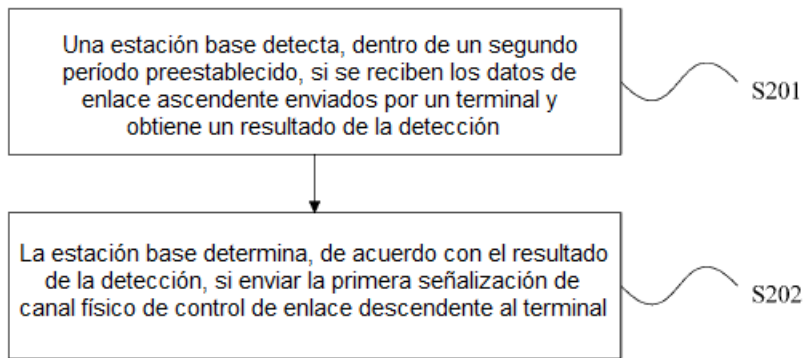 Una estación base detecta, dentro de un segundo
período preestablecido, si se reciben los datos de
enlace ascendente enviados por un terminal y
obtiene un resultado de la detección
S201
La estación base determina, de acuerdo con el resultado
de la detección, si enviar la primera señalización de
canal físico de control de enlace descendente al terminal
S202